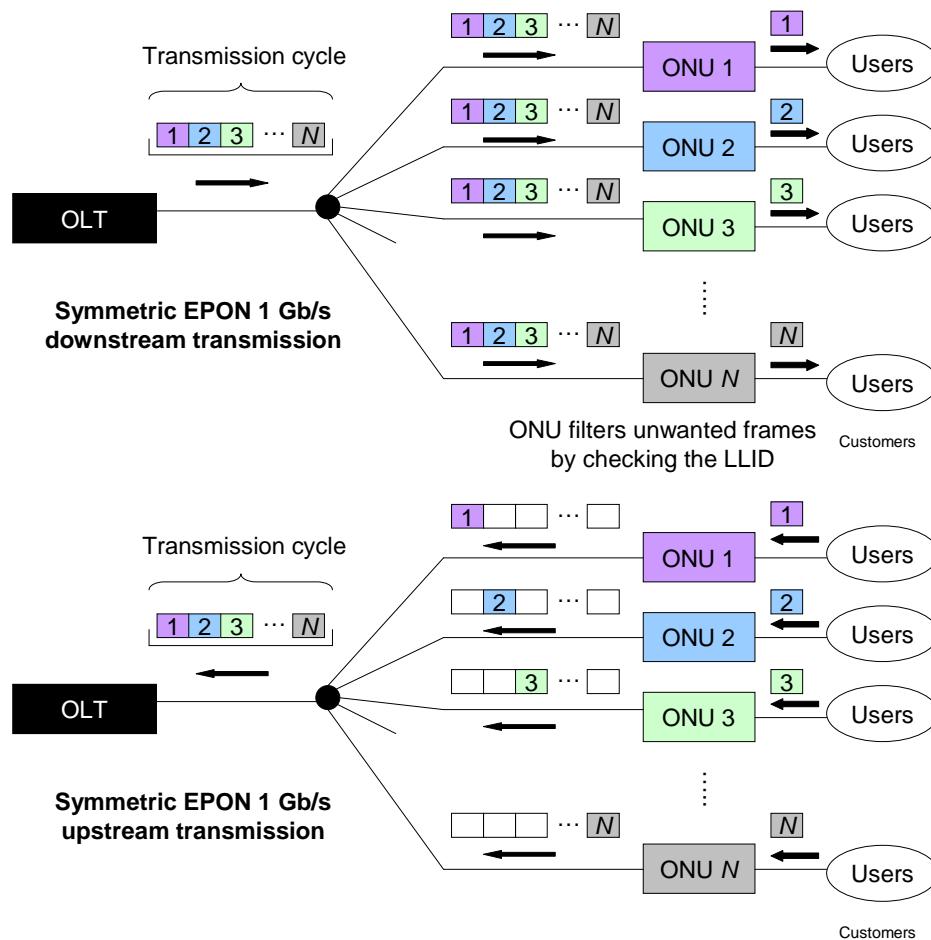 1 2 3 ... N
1
Transmission cycle
ONU 1
Users
1 2 3 ... N
1 2 3 ... N
2
ONU 2
Users
1 2 3 ... N
3
OLT
ONU 3
Users
Symmetric EPON 1 Gb/s
downstream transmission
1 2 3 ... N
N
ONU N
Users
ONU filters unwanted frames
by checking the LLID
Customers
1 ...
1
Transmission cycle
ONU 1
Users
2 ...
2
1 2 3 ... N
ONU 2
Users
3 ...
3
OLT
ONU 3
Users
Symmetric EPON 1 Gb/s
upstream transmission
... N
N
ONU N
Users
Customers